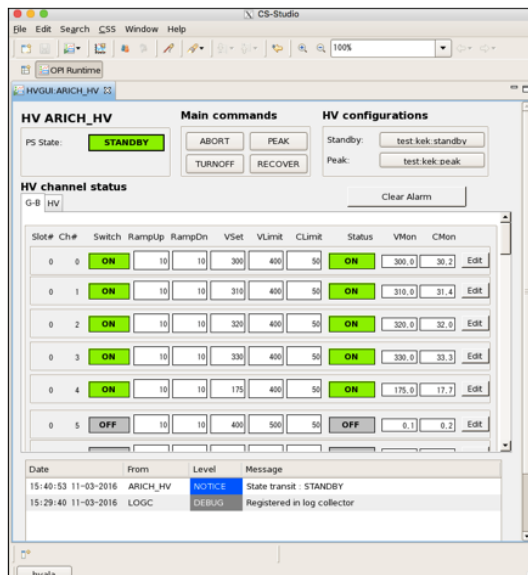 CS-Studio
File Edit Search CSS Window Help
100%
OPI Runtime
HVGUI:ARICH_HV
HV ARICH_HV
PS State: STANDBY
Main commands
ABORT PEAK
TURNOFF RECOVER
HV configurations
Standby: test:kek:standby
Peak: test:kek:peak
HV channel status
Clear Alarm
G-B HV
Slot# Ch# Switch RampUp RampDn VSet VLimit CLimit Status VMon CMon
0 0 ON 10 10 300 400 50 ON 300.0 30.2 Edit
0 1 ON 10 10 310 400 50 ON 310.0 31.4 Edit
0 2 ON 10 10 320 400 50 ON 320.0 32.0 Edit
0 3 ON 10 10 330 400 50 ON 330.0 33.3 Edit
0 4 ON 10 10 175 400 50 ON 175.0 17.7 Edit
0 5 OFF 10 10 400 500 50 OFF 0.1 0.2 Edit
Date From Level Message
15:40:53 11-03-2016 ARICH_HV NOTICE State transit : STANDBY
15:29:40 11-03-2016 LOGC DEBUG Registered in log collector